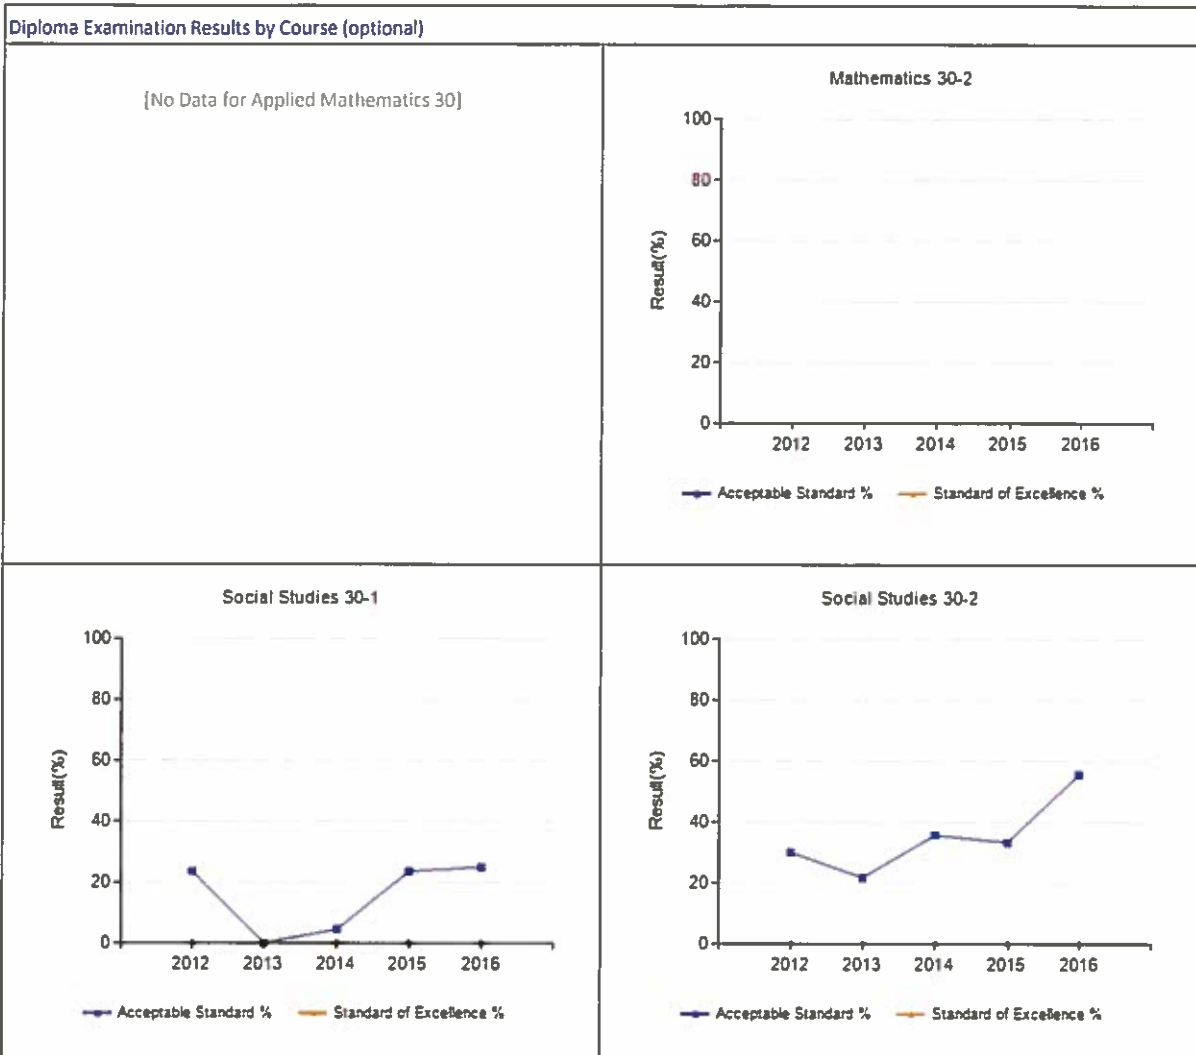 Diploma Examination Results by Course (optional)
[No Data for Applied Mathematics 30]
Mathematics 30-2
100
80
60
40
20
0
Result(%)
2012 2013 2014 2015 2016
Acceptable Standard % Standard of Excellence %
Social Studies 30-1
100
80
60
40
20
0
Result(%)
2012 2013 2014 2015 2016
Acceptable Standard % Standard of Excellence %
Social Studies 30-2
100
80
60
40
20
0
Result(%)
2012 2013 2014 2015 2016
Acceptable Standard % Standard of Excellence %